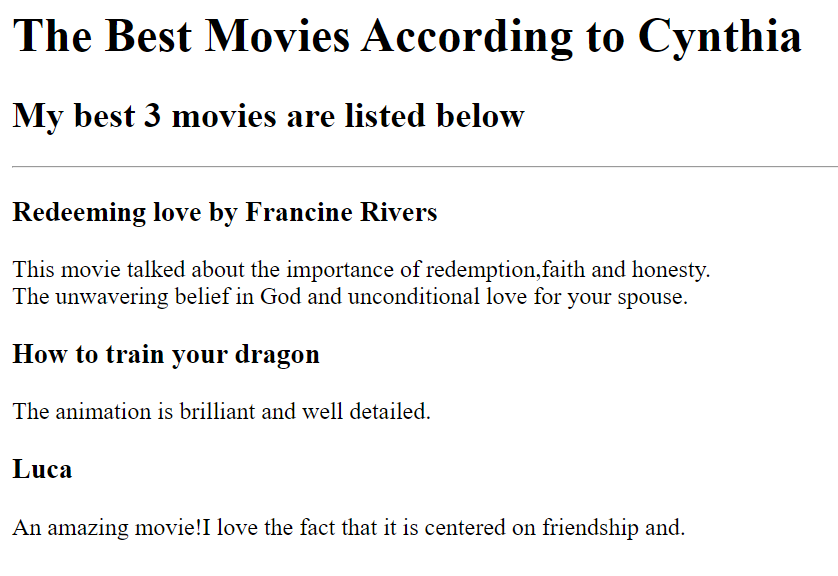 The Best Movies According to Cynthia
My best 3 movies are listed below
Redeeming love by Francine Rivers
This movie talked about the importance of redemption,faith and honesty.
The unwavering belief in God and unconditional love for your spouse.
How to train your dragon
The animation is brilliant and well detailed.
Luca
An amazing movie!I love the fact that it is centered on friendship and.